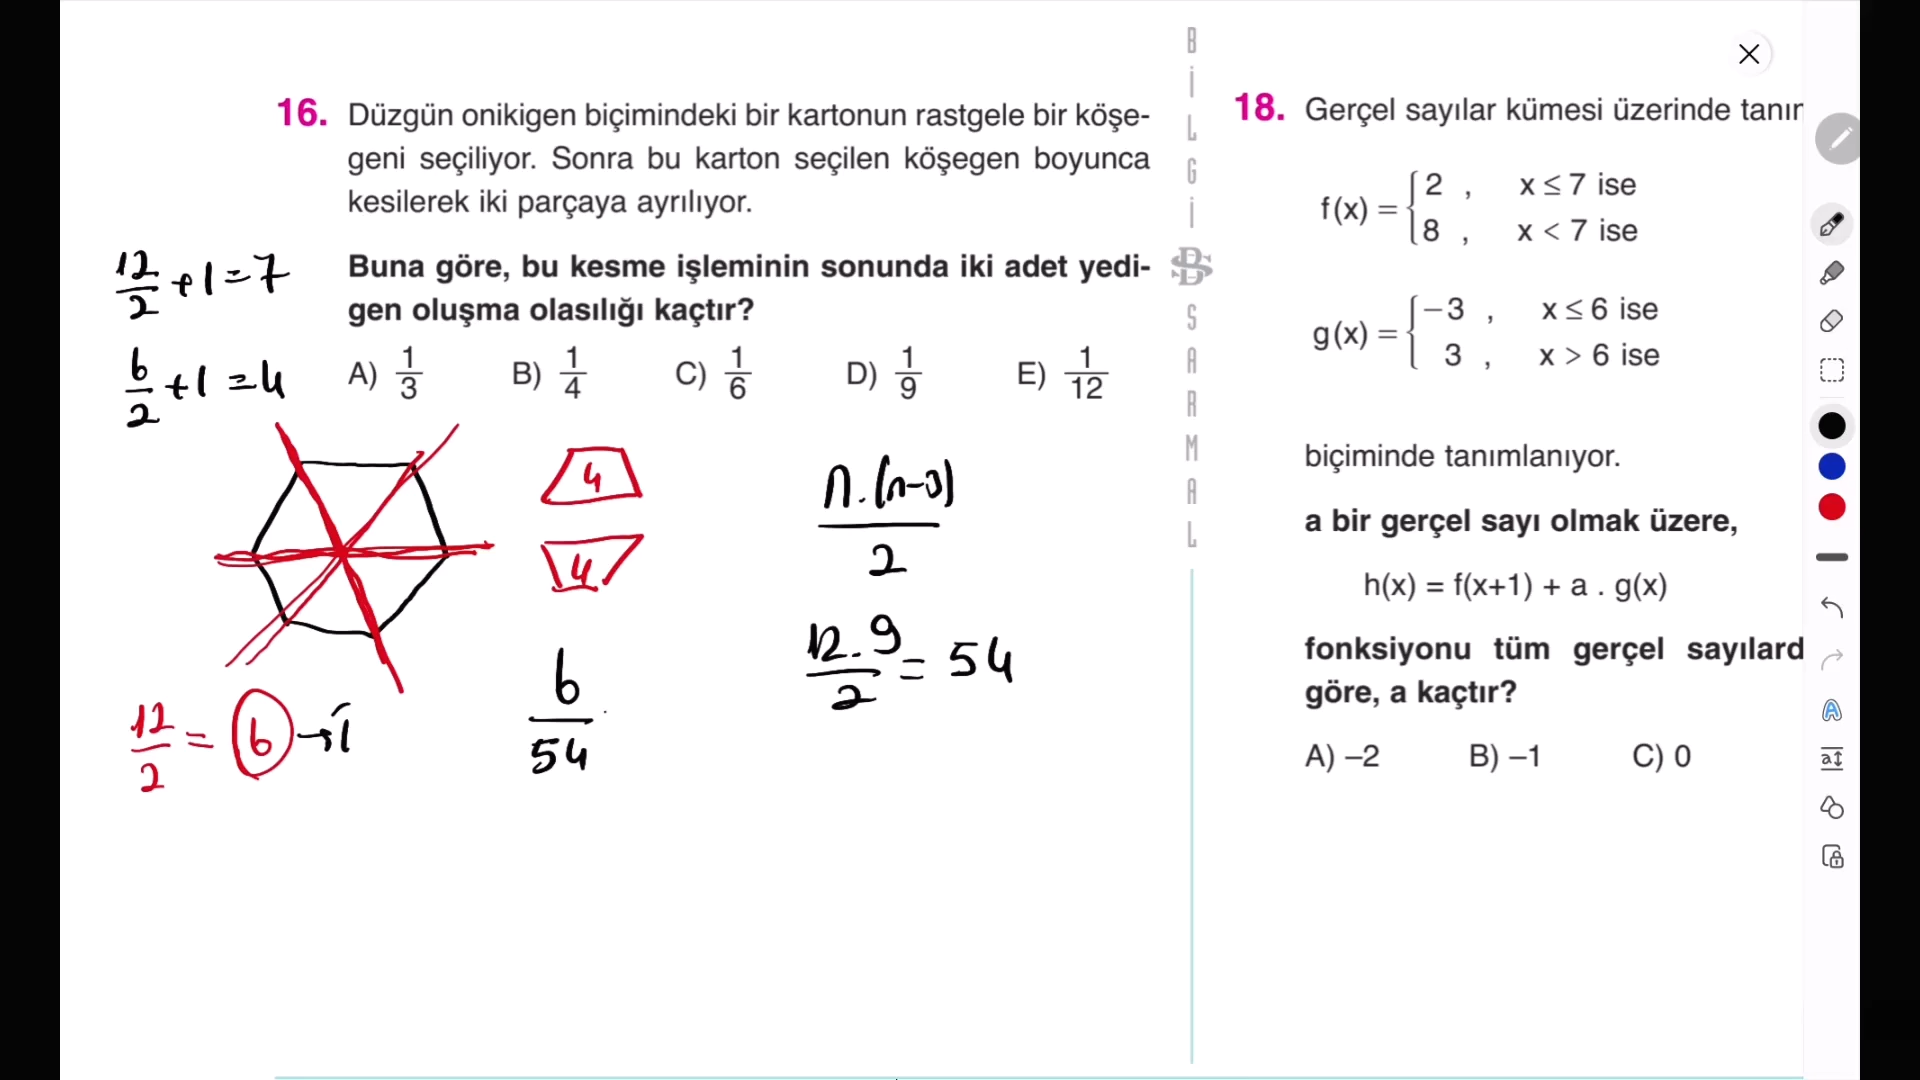 16. Düzgün onikigen biçimindeki bir kartonun rastgele bir köşe-
geni seçiliyor. Sonra bu karton seçilen köşegen boyunca
kesilerek iki parçaya ayrılıyor.
Buna göre, bu kesme işleminin sonunda iki adet yedi-
gen oluşma olasılığı kaçtır?
A) 1/3 B) 1/4 C) 1/6 D) 1/9 E) 1/12
12/2 + 1 = 7
6/2 + 1 = 4
4
4
n.(n-3)/2
12.9/2 = 54
12/2 = 6 →
6/54
BİLGİ
SARMAL
18. Gerçel sayılar kümesi üzerinde
f(x) = { 2 , x ≤ 7 ise
8 , x < 7 ise
g(x) = { −3 , x ≤ 6 ise
3 , x > 6 ise
biçiminde tanımlanıyor.
a bir gerçel sayı olmak üzere,
h(x) = f(x+1) + a . g(x)
fonksiyonu tüm gerçel sayılard
göre, a kaçtır?
A) –2 B) –1 C) 0